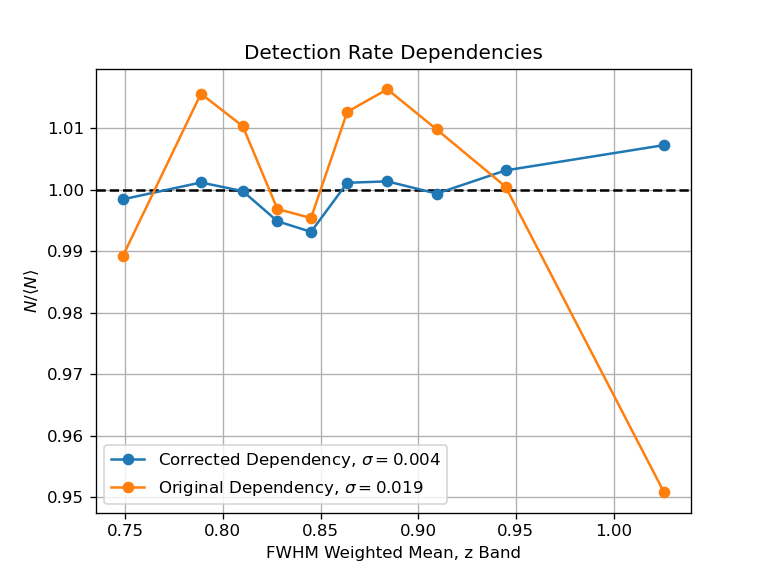 Detection Rate Dependencies
N/⟨N⟩
1.01
1.00
0.99
0.98
0.97
0.96
0.95
Corrected Dependency, σ = 0.004
Original Dependency, σ = 0.019
0.75 0.80 0.85 0.90 0.95 1.00
FWHM Weighted Mean, z Band